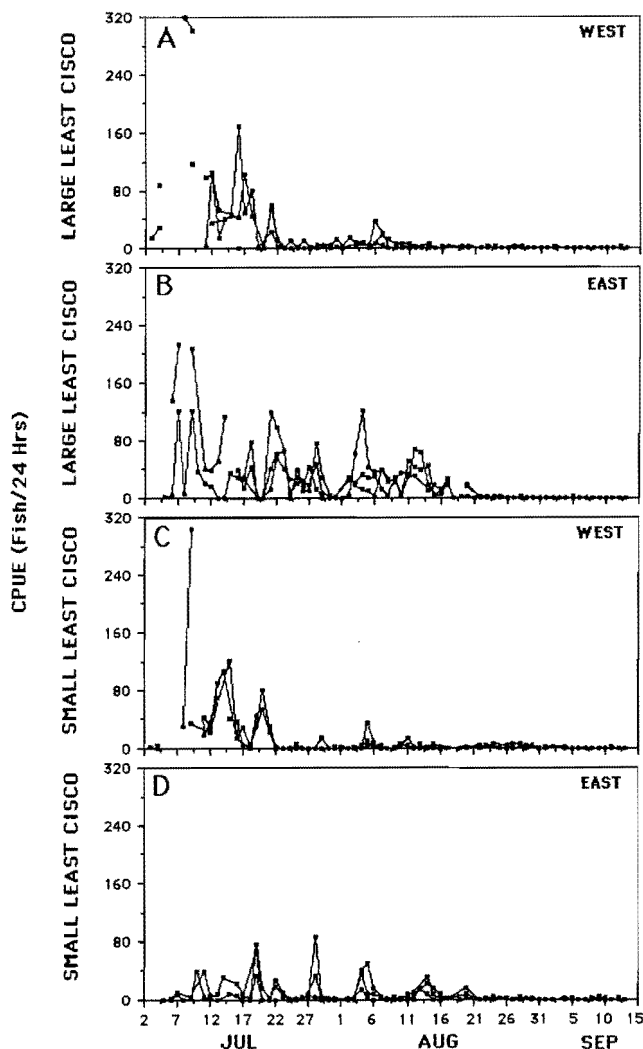 CPUE (Fish/24 Hrs)
LARGE LEAST CISCO
320
240
160
80
0
A
WEST
LARGE LEAST CISCO
320
240
160
80
0
B
EAST
SMALL LEAST CISCO
320
240
160
80
0
C
WEST
SMALL LEAST CISCO
320
240
160
80
0
D
EAST
2 7 12 17 22 27 1 6 11 16 21 26 31 5 10 15
JUL AUG SEP